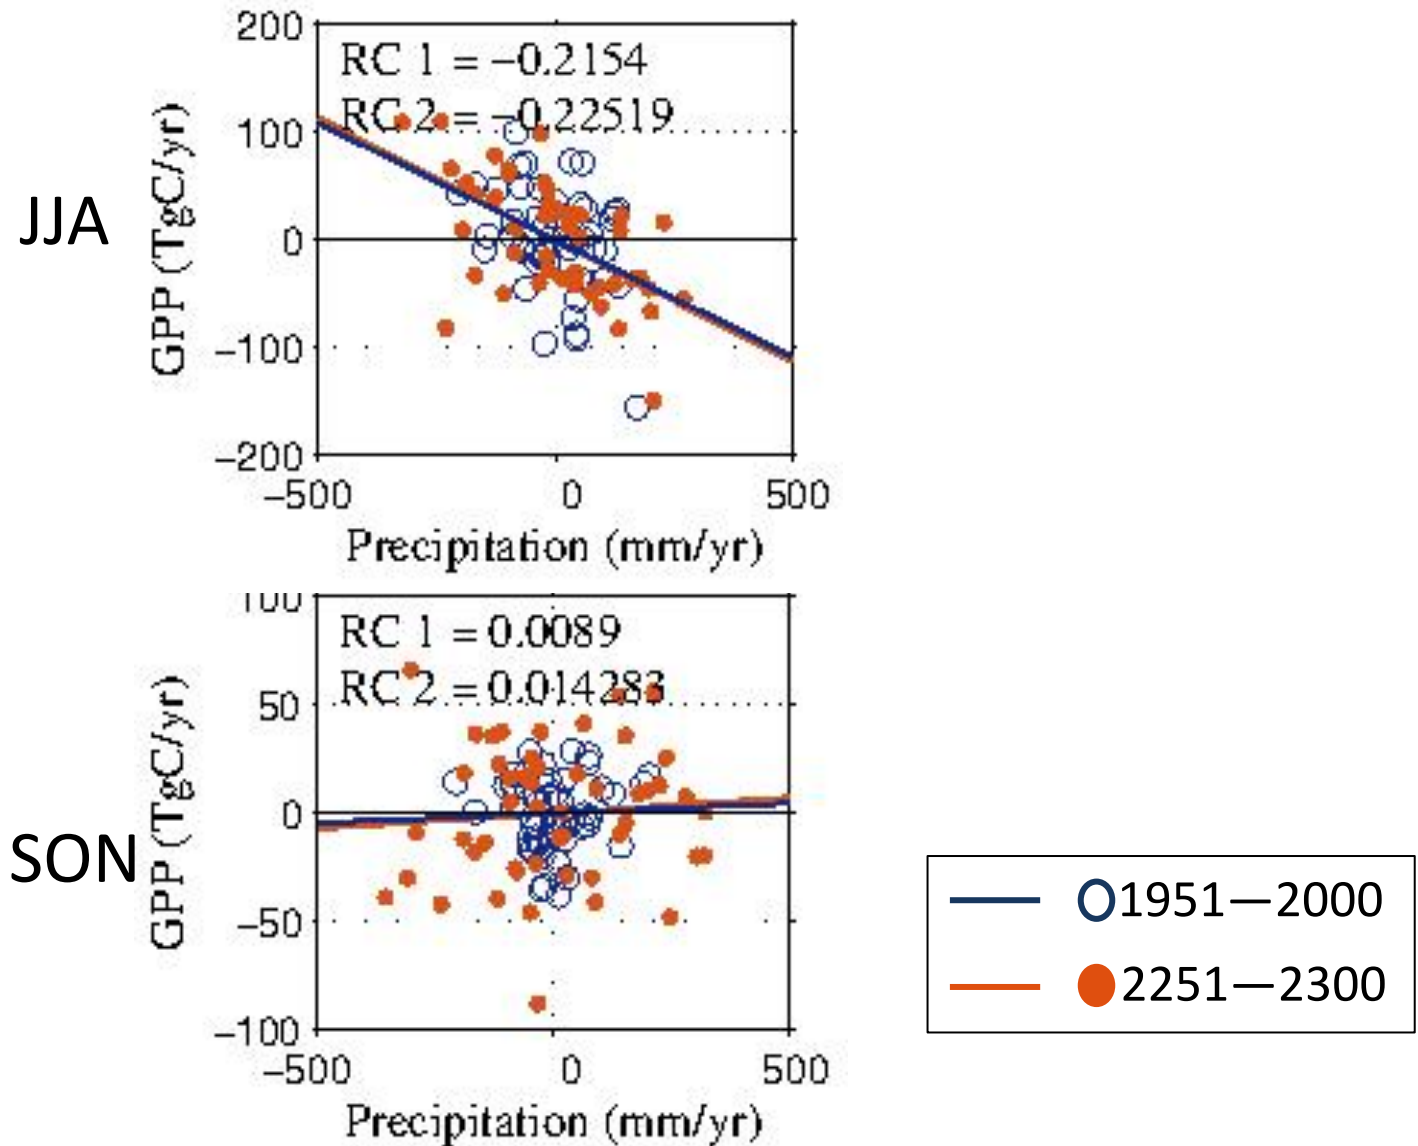 JJA
GPP (TgC/yr)
200
100
0
−100
−200
RC 1 = −0.2154
RC 2 = −0.22519
−500
0
500
Precipitation (mm/yr)
SON
GPP (TgC/yr)
100
50
0
−50
−100
RC 1 = 0.0089
RC 2 = 0.014283
−500
0
500
Precipitation (mm/yr)
1951—2000
2251—2300